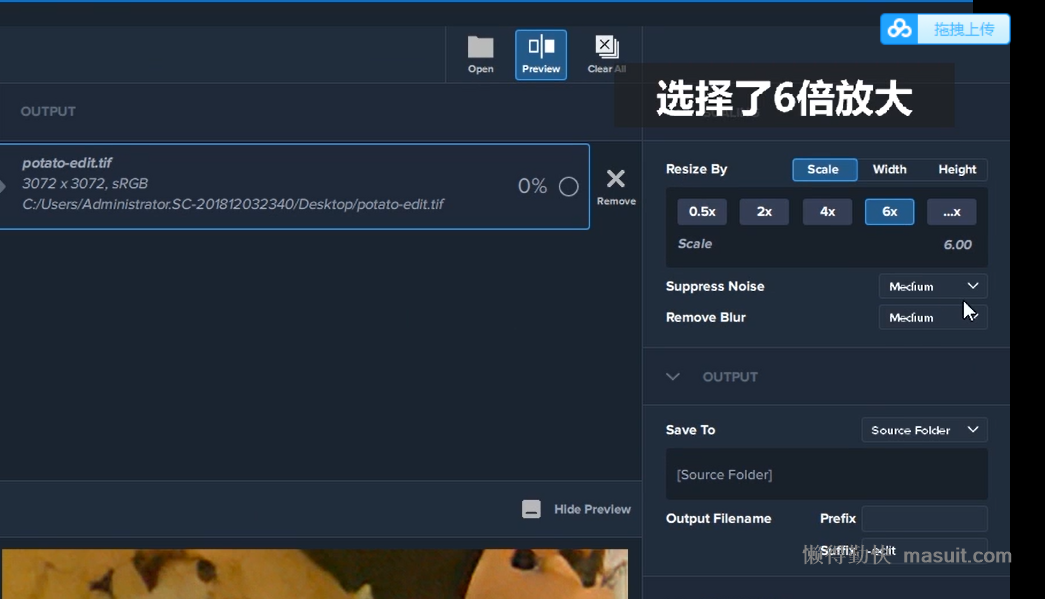 拖拽上传
Open
Preview
Clear All
选择了6倍放大
OUTPUT
potato-edit.tif
3072 x 3072, sRGB
C:/Users/Administrator.SC-201812032340/Desktop/potato-edit.tif
0%
Remove
Resize By
Scale
Width
Height
0.5x
2x
4x
6x
...x
Scale
6.00
Suppress Noise
Medium
Remove Blur
Medium
OUTPUT
Save To
Source Folder
[Source Folder]
Hide Preview
Output Filename
Prefix
Suffix
-edit
懒得勤快 masuit.com